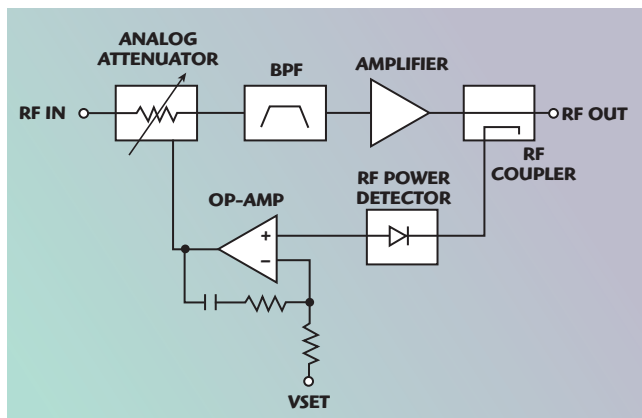 ANALOG
ATTENUATOR
BPF
AMPLIFIER
RF IN
RF OUT
RF
COUPLER
RF POWER
DETECTOR
OP-AMP
+
−
VSET